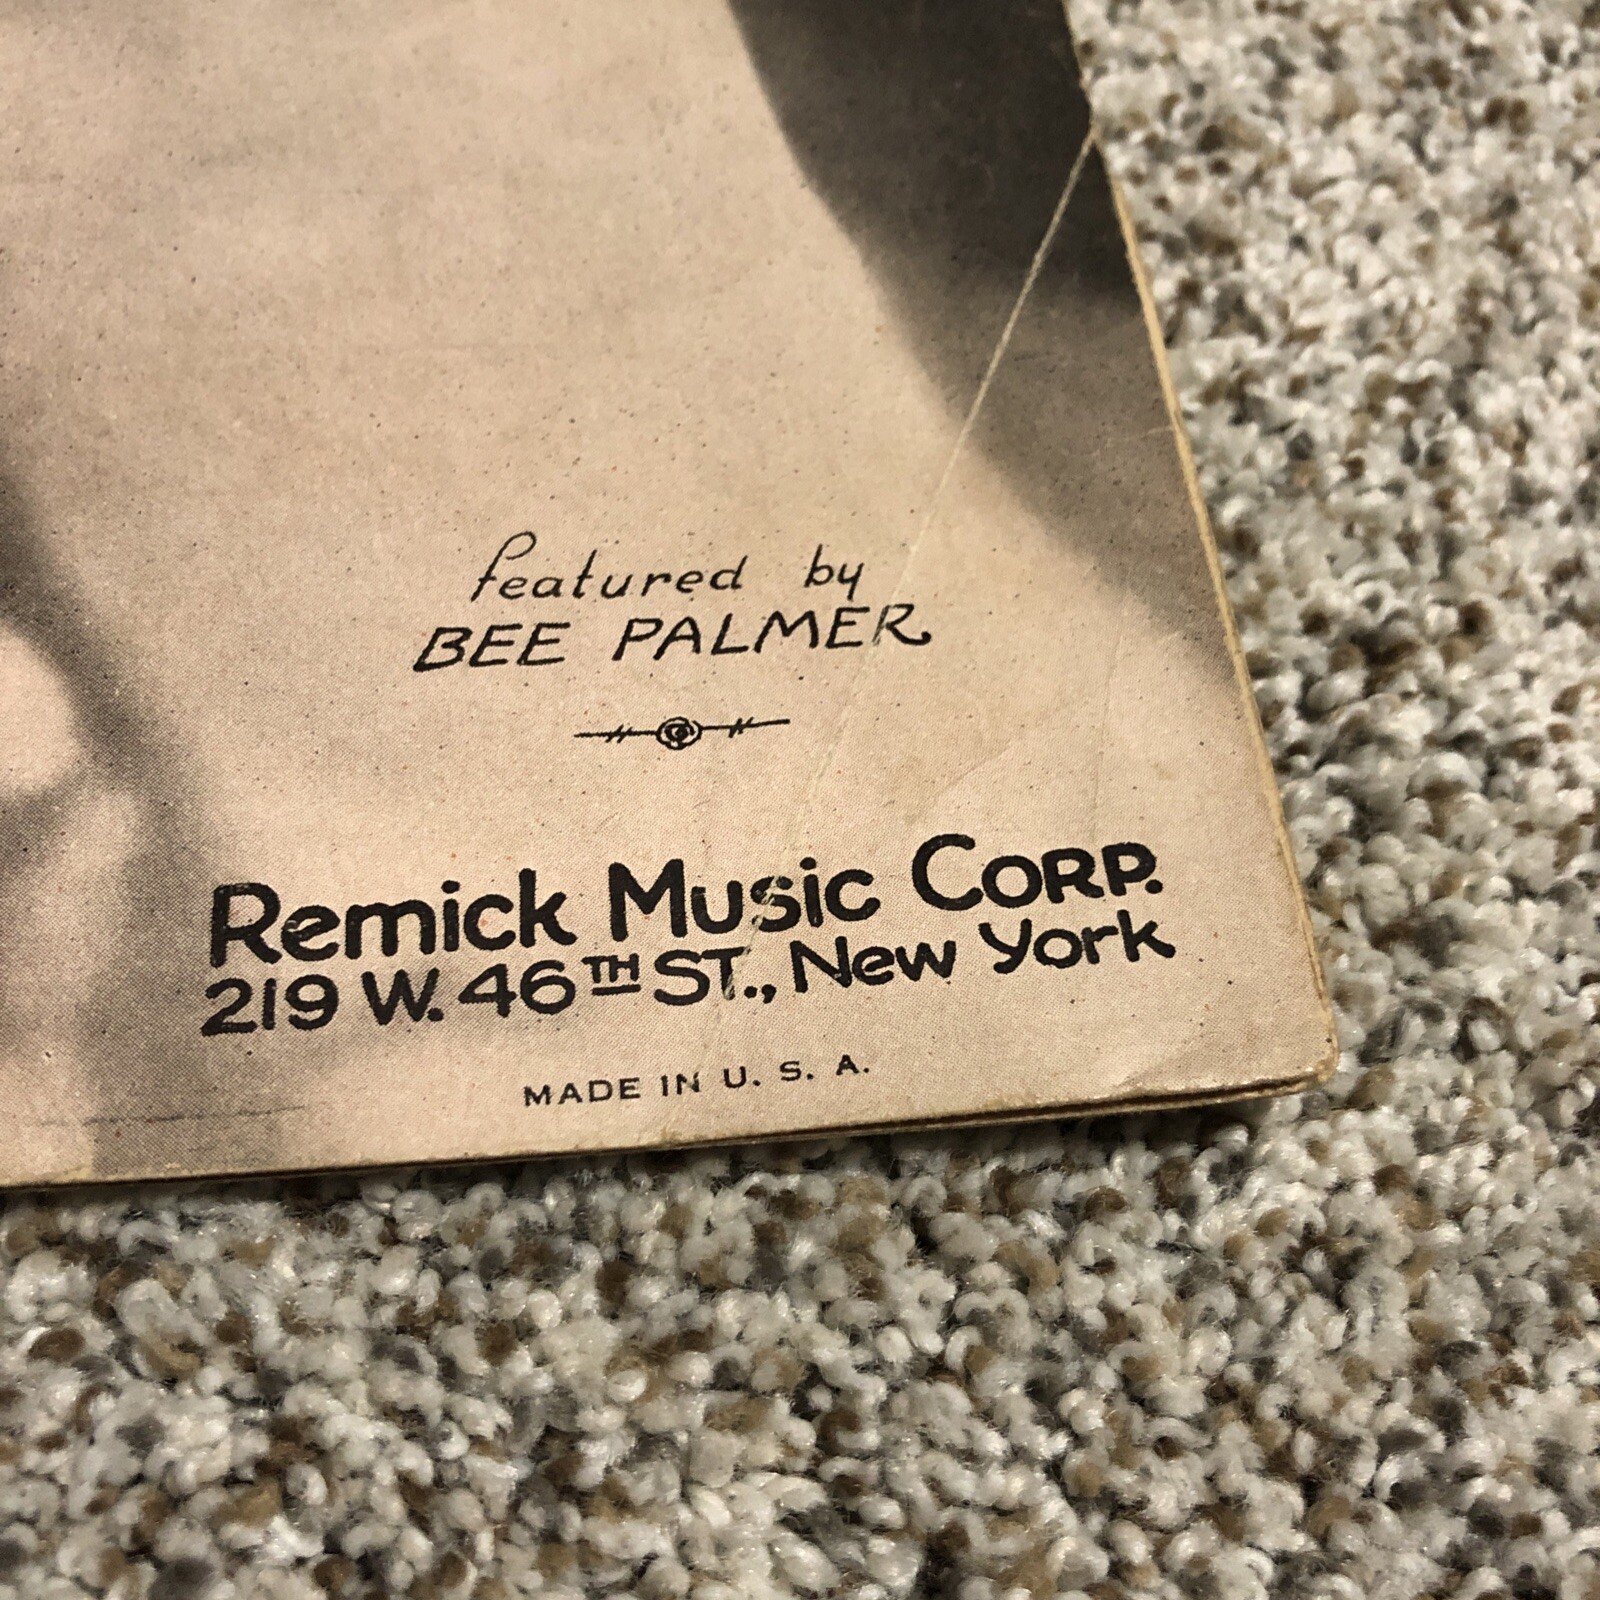 featured by
BEE PALMER
Remick Music Corp.
219 W. 46TH ST., New York
MADE IN U. S. A.